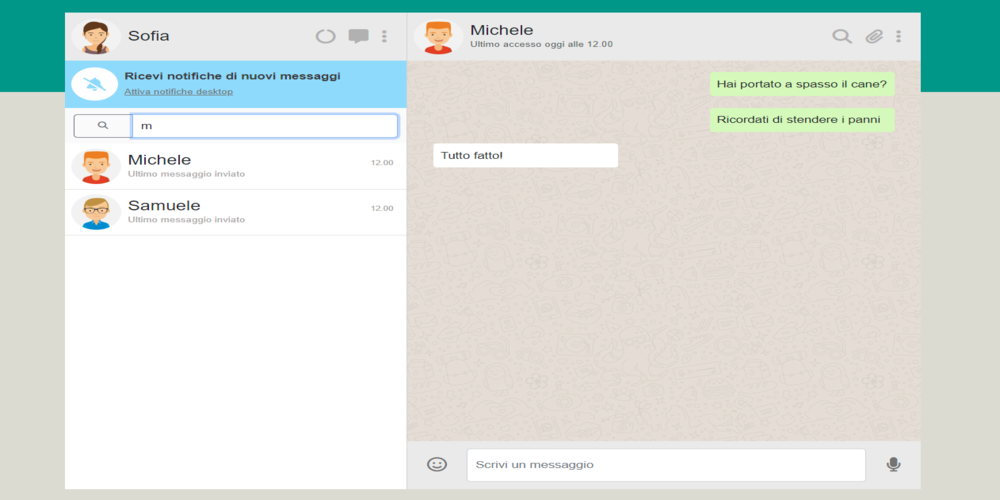 Sofia
Ricevi notifiche di nuovi messaggi
Attiva notifiche desktop
m
Michele
12.00
Ultimo messaggio inviato
Samuele
12.00
Ultimo messaggio inviato
Michele
Ultimo accesso oggi alle 12.00
Hai portato a spasso il cane?
Ricordati di stendere i panni
Tutto fatto!
Scrivi un messaggio